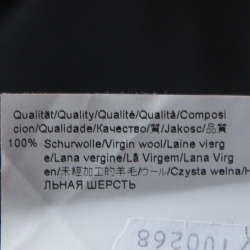 Qualität/Quality/Qualité/Qualità/Composi
cion/Qualidade/Качество/質/Jakosc/品質
100% Schurwolle/Virgin wool/Laine vierg
e/Lana vergine/Lã Virgem/Lana Virg
en/未經加工的羊毛/ウール/Czysta welna/H
ЛЬНАЯ ШЕРСТЬ